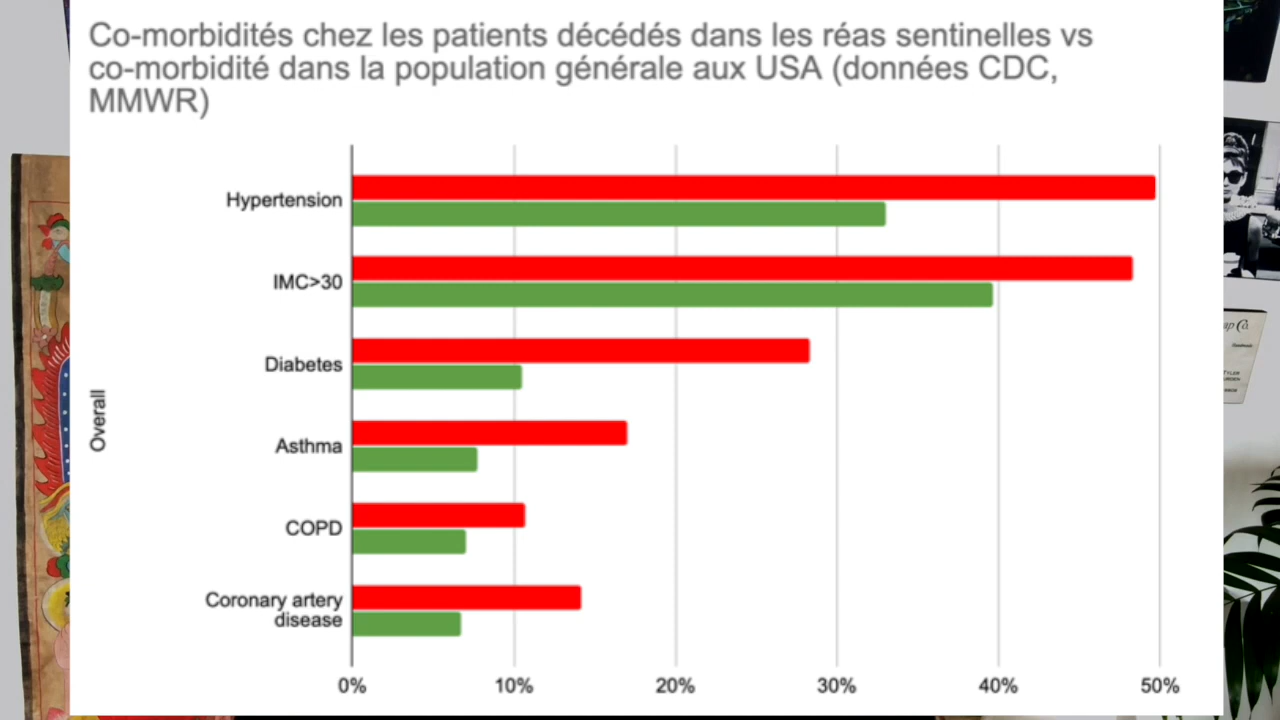 Co-morbidités chez les patients décédés dans les réas sentinelles vs
co-morbidité dans la population générale aux USA (données CDC,
MMWR)
Hypertension
IMC>30
Diabetes
Asthma
COPD
Coronary artery
disease
Overall
0% 10% 20% 30% 40% 50%
Co.
TYLER